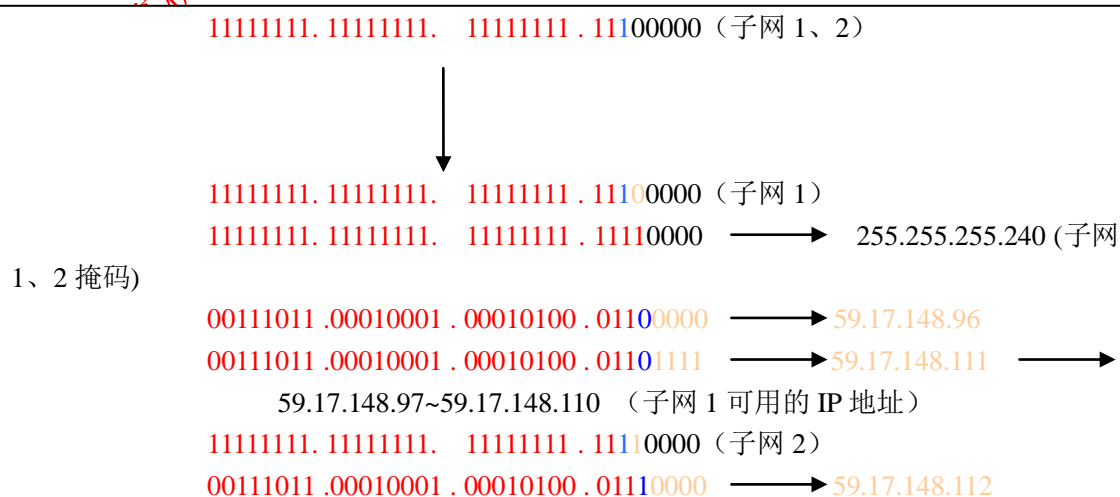 11111111. 11111111. 11111111 . 11100000（子网 1、2）
11111111. 11111111. 11111111 . 11100000（子网 1）
11111111. 11111111. 11111111 . 11110000 255.255.255.240 (子网
1、2 掩码)
00111011 .00010001 . 00010100 . 01100000 59.17.148.96
00111011 .00010001 . 00010100 . 01101111 59.17.148.111
59.17.148.97~59.17.148.110 （子网 1 可用的 IP 地址）
11111111. 11111111. 11111111 . 11110000（子网 2）
00111011 .00010001 . 00010100 . 01110000 59.17.148.112